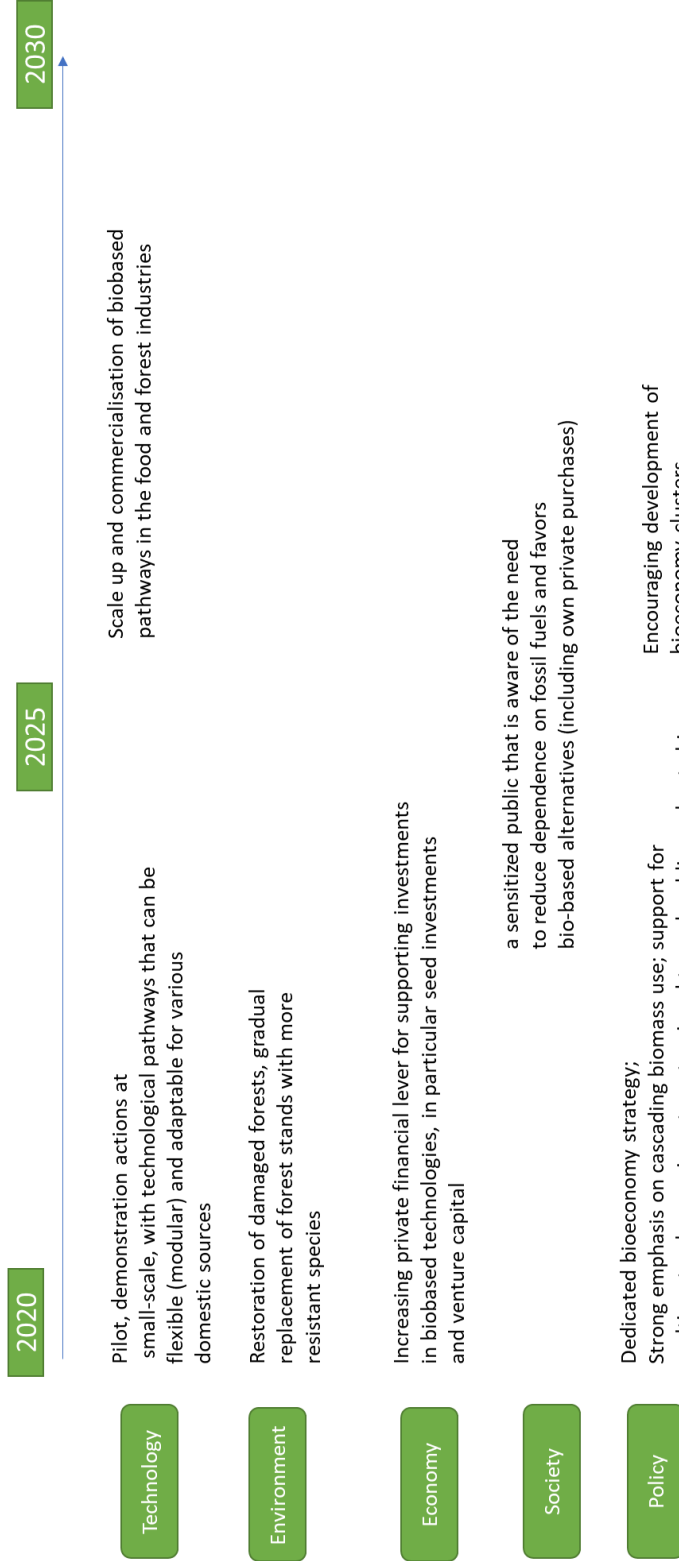 2020
2025
2030
Technology
Pilot, demonstration actions at
small-scale, with technological pathways that can be
flexible (modular) and adaptable for various
domestic sources
Scale up and commercialisation of biobased
pathways in the food and forest industries
Environment
Restoration of damaged forests, gradual
replacement of forest stands with more
resistant species
Economy
Increasing private financial lever for supporting investments
in biobased technologies, in particular seed investments
and venture capital
Society
a sensitized public that is aware of the need
to reduce dependence on fossil fuels and favors
bio-based alternatives (including own private purchases)
Policy
Dedicated bioeconomy strategy;
Strong emphasis on cascading biomass use; support for
Encouraging development of
bioeconomy clusters